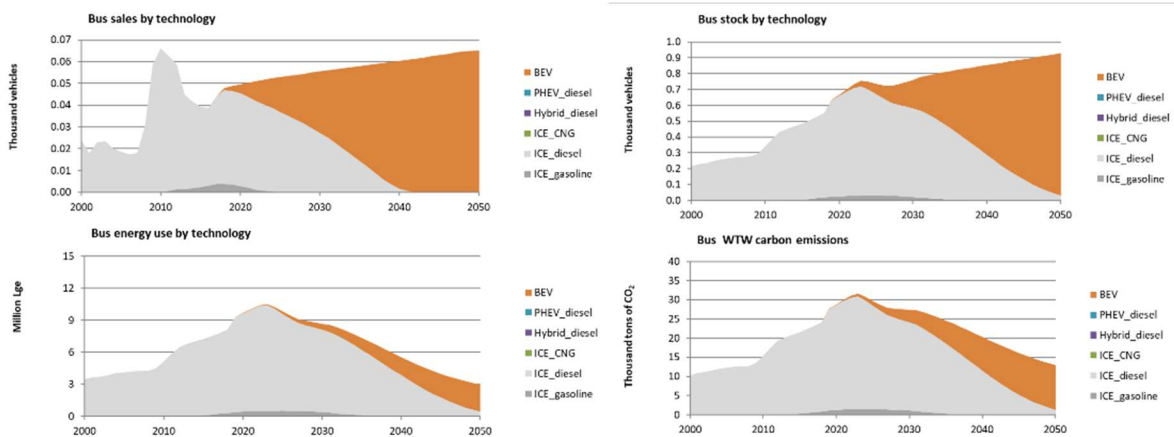 Bus sales by technology
Thousand vehicles
0.07
0.06
0.05
0.04
0.03
0.02
0.01
0.00
2000 2010 2020 2030 2040 2050
BEV
PHEV_diesel
Hybrid_diesel
ICE_CNG
ICE_diesel
ICE_gasoline
Bus stock by technology
Thousand vehicles
1.0
0.9
0.8
0.7
0.6
0.5
0.4
0.3
0.2
0.1
0.0
2000 2010 2020 2030 2040 2050
BEV
PHEV_diesel
Hybrid_diesel
ICE_CNG
ICE_diesel
ICE_gasoline
Bus energy use by technology
Million Lge
15
12
9
6
3
0
2000 2010 2020 2030 2040 2050
BEV
PHEV_diesel
Hybrid_diesel
ICE_CNG
ICE_diesel
ICE_gasoline
Bus WTW carbon emissions
Thousand tons of CO₂
40
35
30
25
20
15
10
5
0
2000 2010 2020 2030 2040 2050
BEV
PHEV_diesel
Hybrid_diesel
ICE_CNG
ICE_diesel
ICE_gasoline